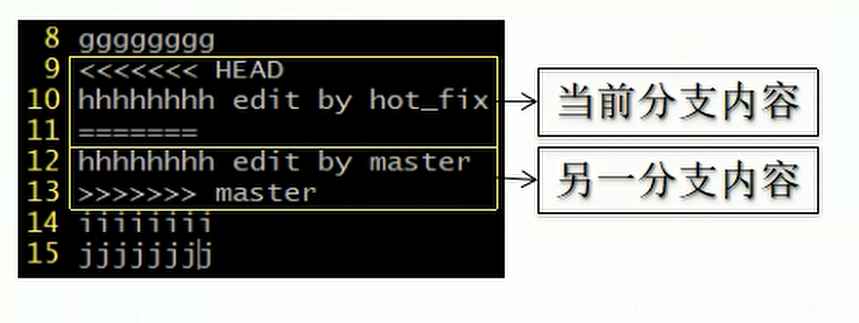 8 gggggggg
9 <<<<<<< HEAD
10 hhhhhhhh edit by hot_fix
11 =======
12 hhhhhhhh edit by master
13 >>>>>>> master
14 iiiiiiii
15 jjjjjjjj
当前分支内容
另一分支内容